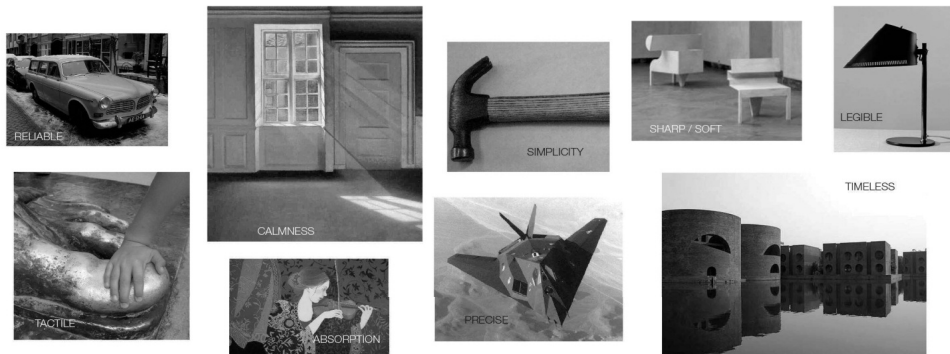 RELIABLE
CALMNESS
SIMPLICITY
SHARP / SOFT
LEGIBLE
TACTILE
ABSORPTION
PRECISE
TIMELESS